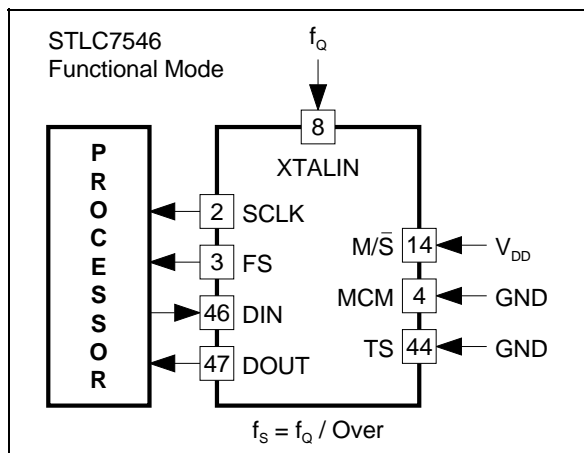 STLC7546
Functional Mode
f_Q
8
XTALIN
PROCESSOR
2 SCLK
3 FS
46 DIN
47 DOUT
M/S̅ 14 V_DD
MCM 4 GND
TS 44 GND
f_S = f_Q / Over